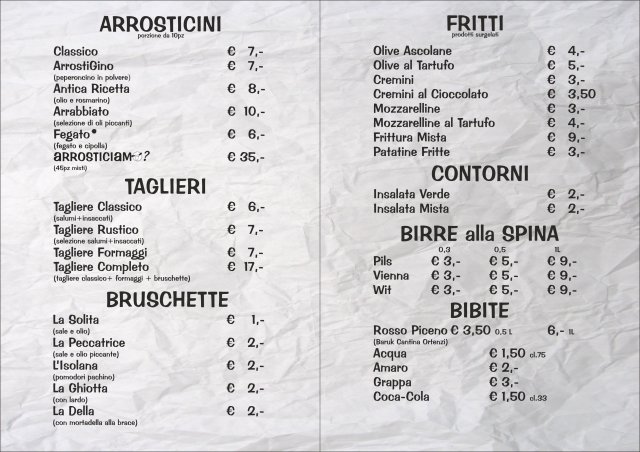 ARROSTICINI
porzione da 10pz
Classico € 7,-
ArrostiGino € 7,-
(peperoncino in polvere)
Antica Ricetta € 8,-
(olio e rosmarino)
Arrabbiato € 10,-
(selezione di oli piccanti)
Fegato* € 6,-
(fegato e cipolla)
ARROSTICIAMO? € 35,-
(45pz misti)
TAGLIERI
Tagliere Classico € 6,-
(salumi+insaccati)
Tagliere Rustico € 7,-
(selezione salumi+insaccati)
Tagliere Formaggi € 7,-
Tagliere Completo € 17,-
(tagliere classico+ formaggi + bruschette)
BRUSCHETTE
La Solita € 1,-
(sale e olio)
La Peccatrice € 2,-
(sale e olio piccante)
L'Isolana € 2,-
(pomodori pachino)
La Ghiotta € 2,-
(con lardo)
La Della € 2,-
(con mortadella alla brace)
FRITTI
prodotti surgelati
Olive Ascolane € 4,-
Olive al Tartufo € 5,-
Cremini € 3,-
Cremini al Cioccolato € 3,50
Mozzarelline € 3,-
Mozzarelline al Tartufo € 4,-
Frittura Mista € 9,-
Patatine Fritte € 3,-
CONTORNI
Insalata Verde € 2,-
Insalata Mista € 2,-
BIRRE alla SPINA
0,3 0,5 1L
Pils € 3,- € 5,- € 9,-
Vienna € 3,- € 5,- € 9,-
Wit € 3,- € 5,- € 9,-
BIBITE
Rosso Piceno € 3,50 0,5 L 6,- 1L
(Baruk Cantina Ortenzi)
Acqua € 1,50 cl.75
Amaro € 2,-
Grappa € 3,-
Coca-Cola € 1,50 cl.33